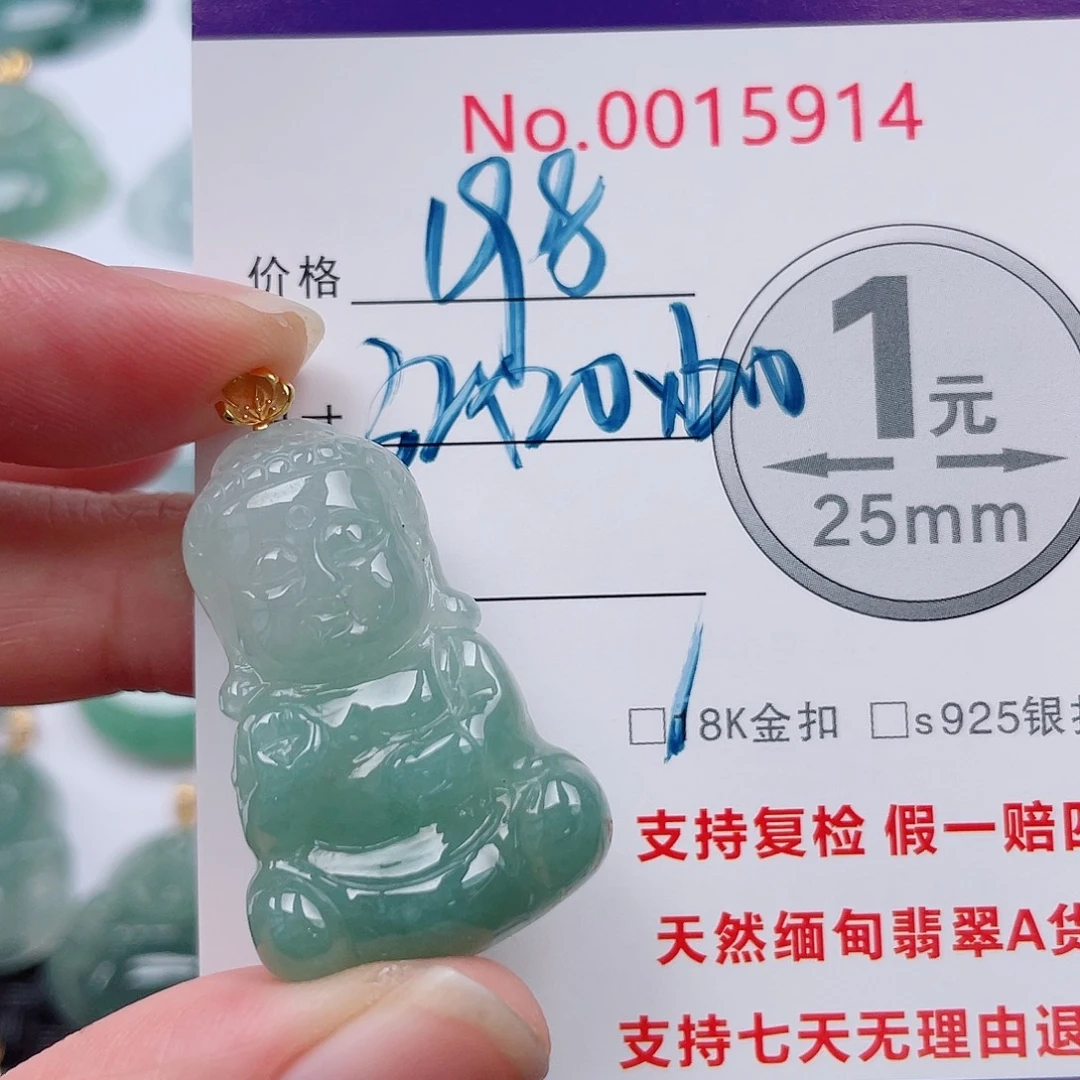 No.0015914
价格 198
寸
1元
25mm
□18K金扣 □s925银
支持复检 假一赔
天然缅甸翡翠A货
支持七天无理由退